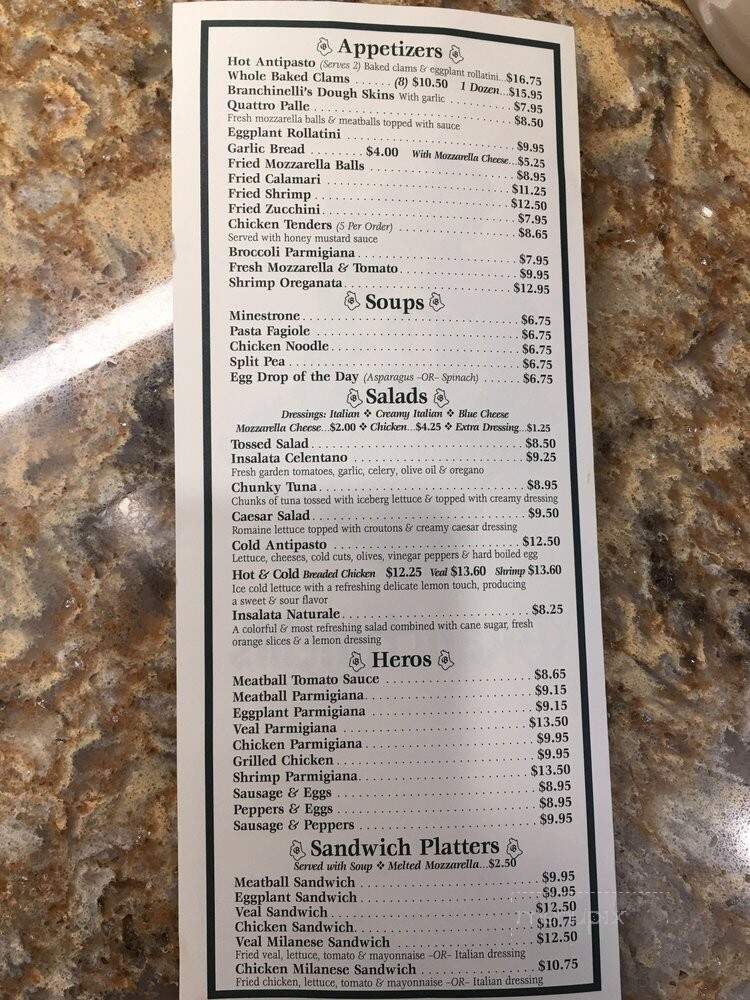 Appetizers
Hot Antipasto (Serves 2) Baked clams & eggplant rollatini...$16.75
Whole Baked Clams ...... (8) $10.50 1 Dozen...$15.95
Branchinelli's Dough Skins With garlic ............ $7.95
Quattro Palle .............................. $8.50
Fresh mozzarella balls & meatballs topped with sauce
Eggplant Rollatini .............................. $9.95
Garlic Bread ........ $4.00 With Mozzarella Cheese...$5.25
Fried Mozzarella Balls .............................. $8.95
Fried Calamari .............................. $11.25
Fried Shrimp .............................. $12.50
Fried Zucchini .............................. $7.95
Chicken Tenders (5 Per Order) .................... $8.65
Served with honey mustard sauce
Broccoli Parmigiana .............................. $7.95
Fresh Mozzarella & Tomato .................... $9.95
Shrimp Oreganata .............................. $12.95
Soups
Minestrone .............................. $6.75
Pasta Fagiole .............................. $6.75
Chicken Noodle .............................. $6.75
Split Pea .............................. $6.75
Egg Drop of the Day (Asparagus –OR– Spinach) ...... $6.75
Salads
Dressings: Italian ❖ Creamy Italian ❖ Blue Cheese
Mozzarella Cheese...$2.00 ❖ Chicken...$4.25 ❖ Extra Dressing...$1.25
Tossed Salad .............................. $8.50
Insalata Celentano .............................. $9.25
Fresh garden tomatoes, garlic, celery, olive oil & oregano
Chunky Tuna .............................. $8.95
Chunks of tuna tossed with iceberg lettuce & topped with creamy dressing
Caesar Salad .............................. $9.50
Romaine lettuce topped with croutons & creamy caesar dressing
Cold Antipasto .............................. $12.50
Lettuce, cheeses, cold cuts, olives, vinegar peppers & hard boiled egg
Hot & Cold Breaded Chicken $12.25 Veal $13.60 Shrimp $13.60
Ice cold lettuce with a refreshing delicate lemon touch, producing
a sweet & sour flavor
Insalata Naturale .............................. $8.25
A colorful & most refreshing salad combined with cane sugar, fresh
orange slices & a lemon dressing
Heros
Meatball Tomato Sauce .................... $8.65
Meatball Parmigiana .................... $9.15
Eggplant Parmigiana .................... $9.15
Veal Parmigiana .................... $13.50
Chicken Parmigiana .................... $9.95
Grilled Chicken .................... $9.95
Shrimp Parmigiana .................... $13.50
Sausage & Eggs .................... $8.95
Peppers & Eggs .................... $8.95
Sausage & Peppers .................... $9.95
Sandwich Platters
Served with Soup ❖ Melted Mozzarella...$2.50
Meatball Sandwich .................... $9.95
Eggplant Sandwich .................... $9.95
Veal Sandwich .................... $12.50
Chicken Sandwich .................... $10.75
Veal Milanese Sandwich .................... $12.50
Fried veal, lettuce, tomato & mayonnaise –OR– Italian dressing
Chicken Milanese Sandwich .................... $10.75
Fried chicken, lettuce, tomato & mayonnaise –OR– Italian dressing